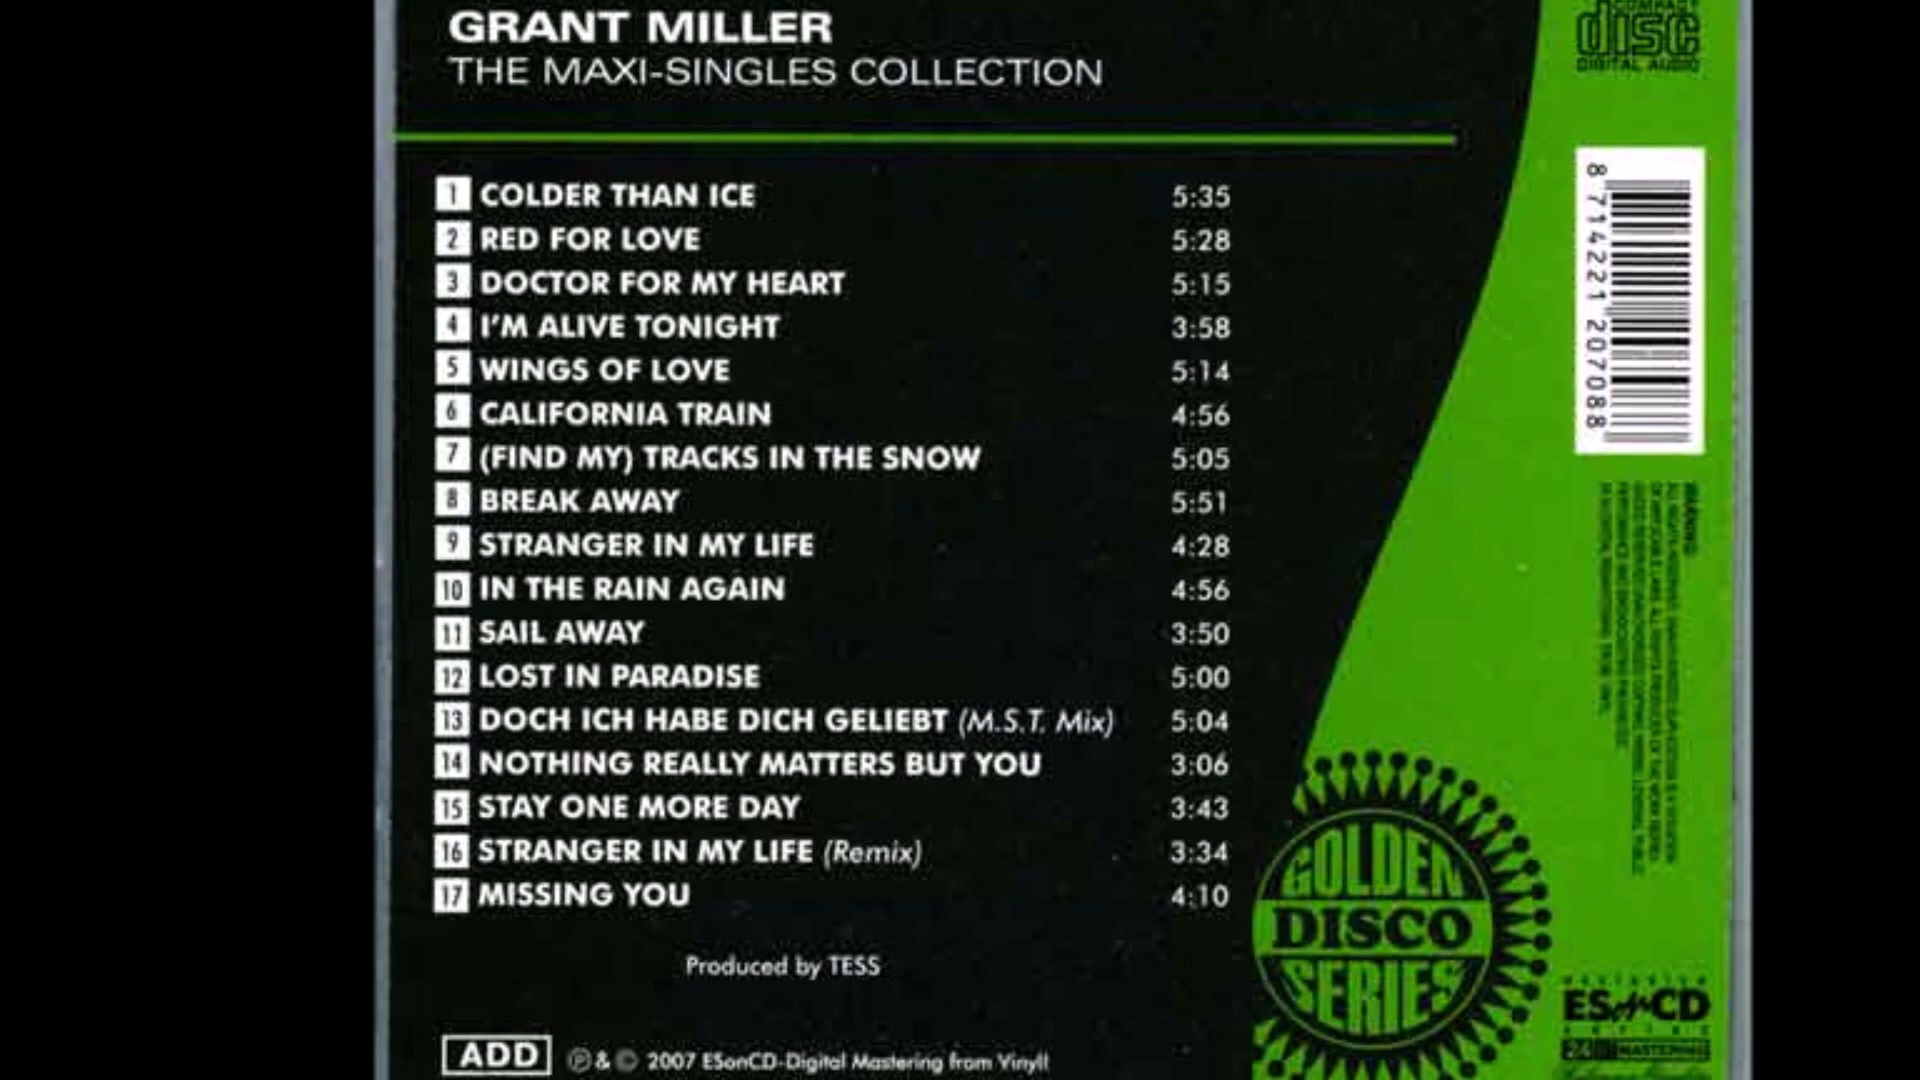 GRANT MILLER
THE MAXI-SINGLES COLLECTION
1 COLDER THAN ICE 5:35
2 RED FOR LOVE 5:28
3 DOCTOR FOR MY HEART 5:15
4 I'M ALIVE TONIGHT 3:58
5 WINGS OF LOVE 5:14
6 CALIFORNIA TRAIN 4:56
7 (FIND MY) TRACKS IN THE SNOW 5:05
8 BREAK AWAY 5:51
9 STRANGER IN MY LIFE 4:28
10 IN THE RAIN AGAIN 4:56
11 SAIL AWAY 3:50
12 LOST IN PARADISE 5:00
13 DOCH ICH HABE DICH GELIEBT (M.S.T. Mix) 5:04
14 NOTHING REALLY MATTERS BUT YOU 3:06
15 STAY ONE MORE DAY 3:43
16 STRANGER IN MY LIFE (Remix) 3:34
17 MISSING YOU 4:10
Produced by TESS
ADD ℗ & © 2007 ESonCD-Digital Mastering from Vinyl!
COMPACT
disc
DIGITAL AUDIO
8 714221 207088
GOLDEN
DISCO
SERIES
ESonCD
MASTERING